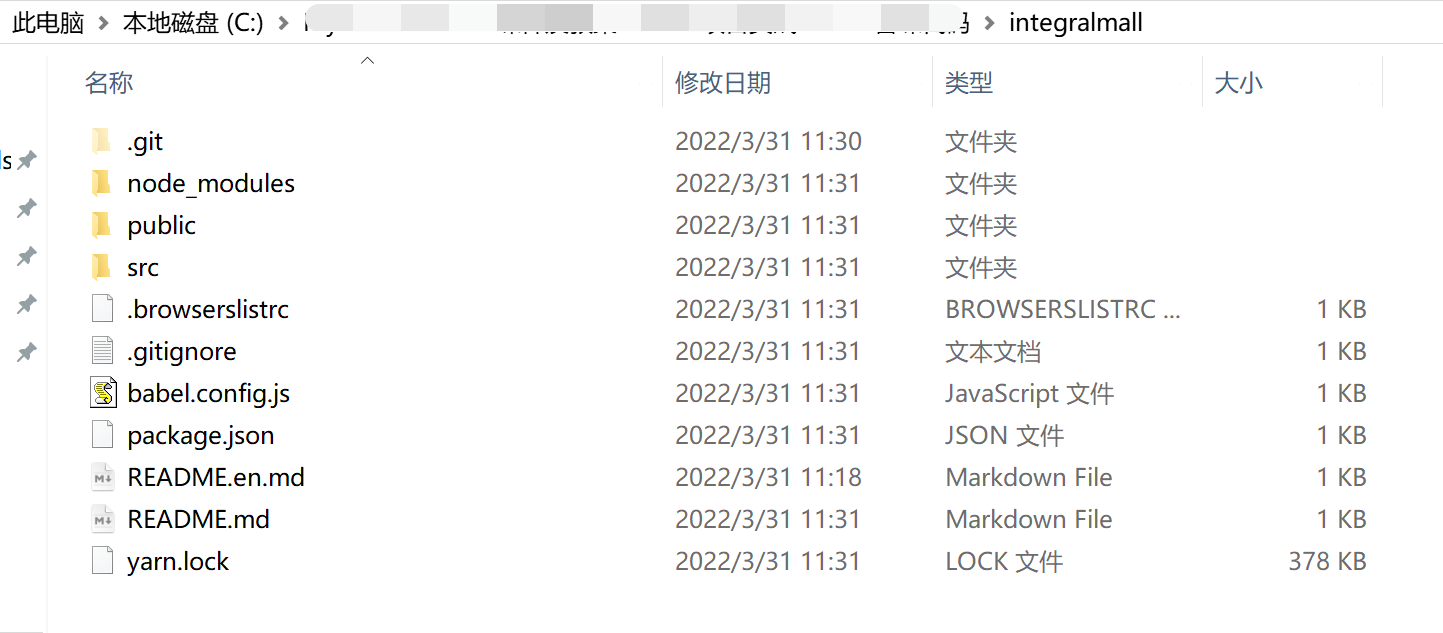 此电脑 > 本地磁盘 (C:) > > integralmall
名称 修改日期 类型 大小
.git 2022/3/31 11:30 文件夹
node_modules 2022/3/31 11:31 文件夹
public 2022/3/31 11:31 文件夹
src 2022/3/31 11:31 文件夹
.browserslistrc 2022/3/31 11:31 BROWSERSLISTRC ... 1 KB
.gitignore 2022/3/31 11:31 文本文档 1 KB
babel.config.js 2022/3/31 11:31 JavaScript 文件 1 KB
package.json 2022/3/31 11:31 JSON 文件 1 KB
README.en.md 2022/3/31 11:18 Markdown File 1 KB
README.md 2022/3/31 11:31 Markdown File 1 KB
yarn.lock 2022/3/31 11:31 LOCK 文件 378 KB